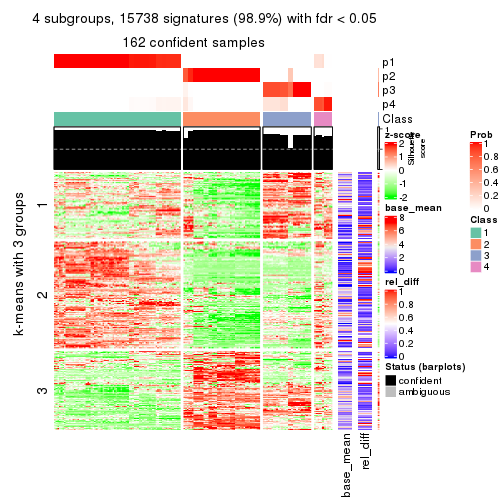 4 subgroups, 15738 signatures (98.9%) with fdr < 0.05
162 confident samples
p1
p2
p3
p4
Class
1
Silhouette
score
k-means with 3 groups
1
2
3
base_mean
rel_diff
z-score
2
1
0
-1
-2
base_mean
8
6
4
2
0
rel_diff
1
0.8
0.6
0.4
0.2
0
Status (barplots)
confident
ambiguous
Prob
1
0.8
0.6
0.4
0.2
0
Class
1
2
3
4